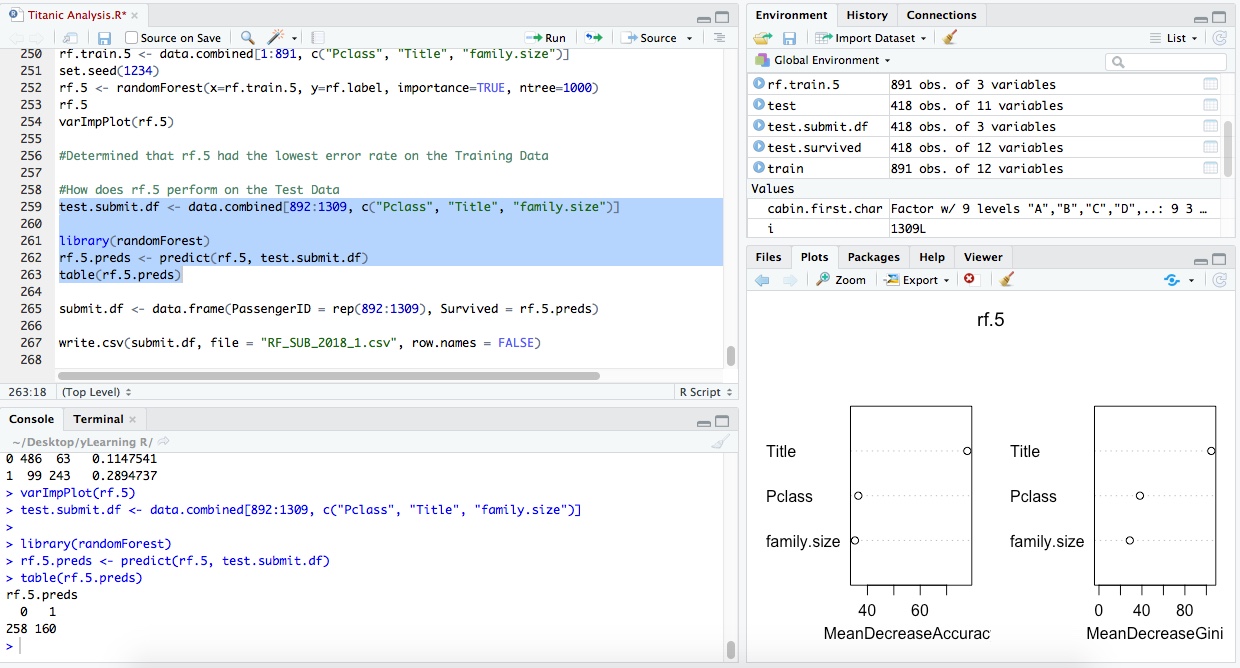 Titanic Analysis.R* ×
Source on Save Run Source
250 rf.train.5 <- data.combined[1:891, c("Pclass", "Title", "family.size")]
251 set.seed(1234)
252 rf.5 <- randomForest(x=rf.train.5, y=rf.label, importance=TRUE, ntree=1000)
253 rf.5
254 varImpPlot(rf.5)
255
256 #Determined that rf.5 had the lowest error rate on the Training Data
257
258 #How does rf.5 perform on the Test Data
259 test.submit.df <- data.combined[892:1309, c("Pclass", "Title", "family.size")]
260
261 library(randomForest)
262 rf.5.preds <- predict(rf.5, test.submit.df)
263 table(rf.5.preds)
264
265 submit.df <- data.frame(PassengerID = rep(892:1309), Survived = rf.5.preds)
266
267 write.csv(submit.df, file = "RF_SUB_2018_1.csv", row.names = FALSE)
268
263:18 (Top Level) R Script
Console Terminal ×
~/Desktop/yLearning R/
0 486 63 0.1147541
1 99 243 0.2894737
> varImpPlot(rf.5)
> test.submit.df <- data.combined[892:1309, c("Pclass", "Title", "family.size")]
>
> library(randomForest)
> rf.5.preds <- predict(rf.5, test.submit.df)
> table(rf.5.preds)
rf.5.preds
0 1
258 160
>
Environment History Connections
Import Dataset List
Global Environment
rf.train.5 891 obs. of 3 variables
test 418 obs. of 11 variables
test.submit.df 418 obs. of 3 variables
test.survived 418 obs. of 12 variables
train 891 obs. of 12 variables
Values
cabin.first.char Factor w/ 9 levels "A","B","C","D",..: 9 3 …
i 1309L
Files Plots Packages Help Viewer
Zoom Export
rf.5
Title Title
Pclass Pclass
family.size family.size
40 60 0 40 80
MeanDecreaseAccurac MeanDecreaseGini